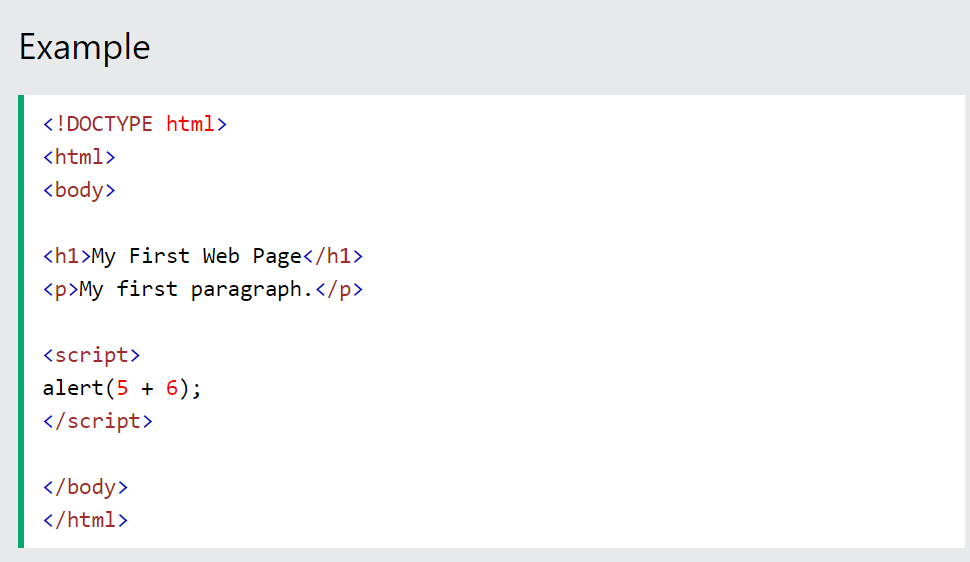 Example
<!DOCTYPE html>
<html>
<body>
<h1>My First Web Page</h1>
<p>My first paragraph.</p>
<script>
alert(5 + 6);
</script>
</body>
</html>